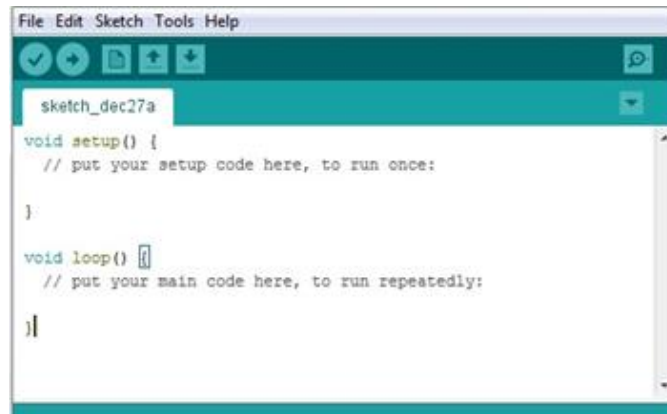 File Edit Sketch Tools Help
sketch_dec27a
void setup() {
  // put your setup code here, to run once:
}
void loop() {
  // put your main code here, to run repeatedly:
}